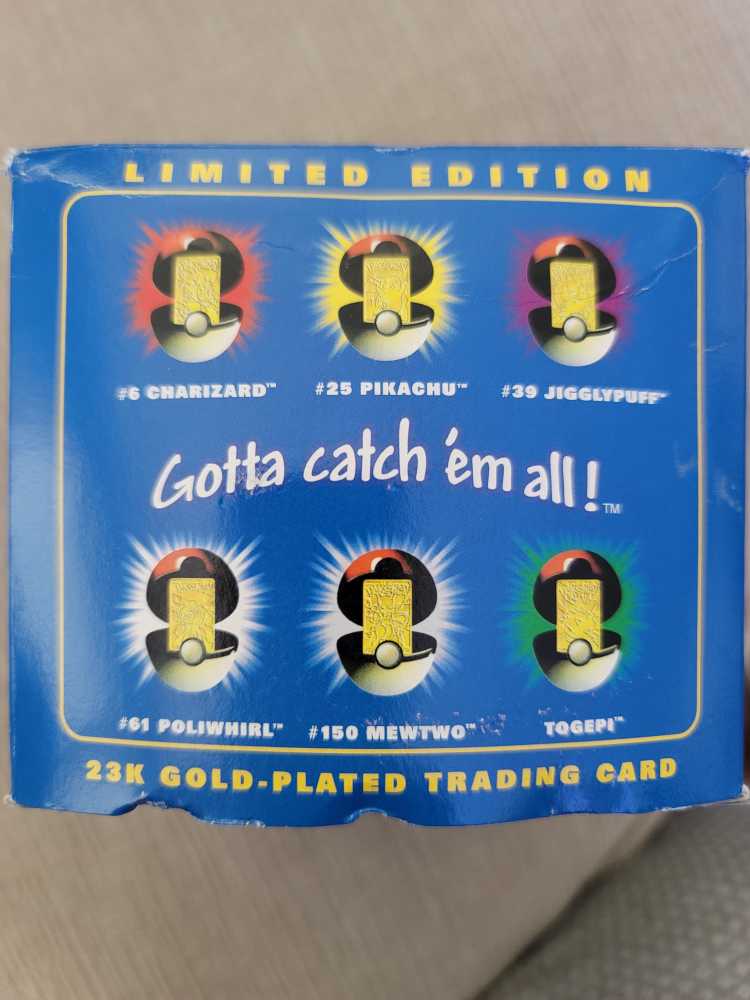 LIMITED EDITION
#6 CHARIZARD™
#25 PIKACHU™
#39 JIGGLYPUFF™
Gotta catch 'em all!™
#61 POLIWHIRL™
#150 MEWTWO™
TOGEPI™
23K GOLD-PLATED TRADING CARD